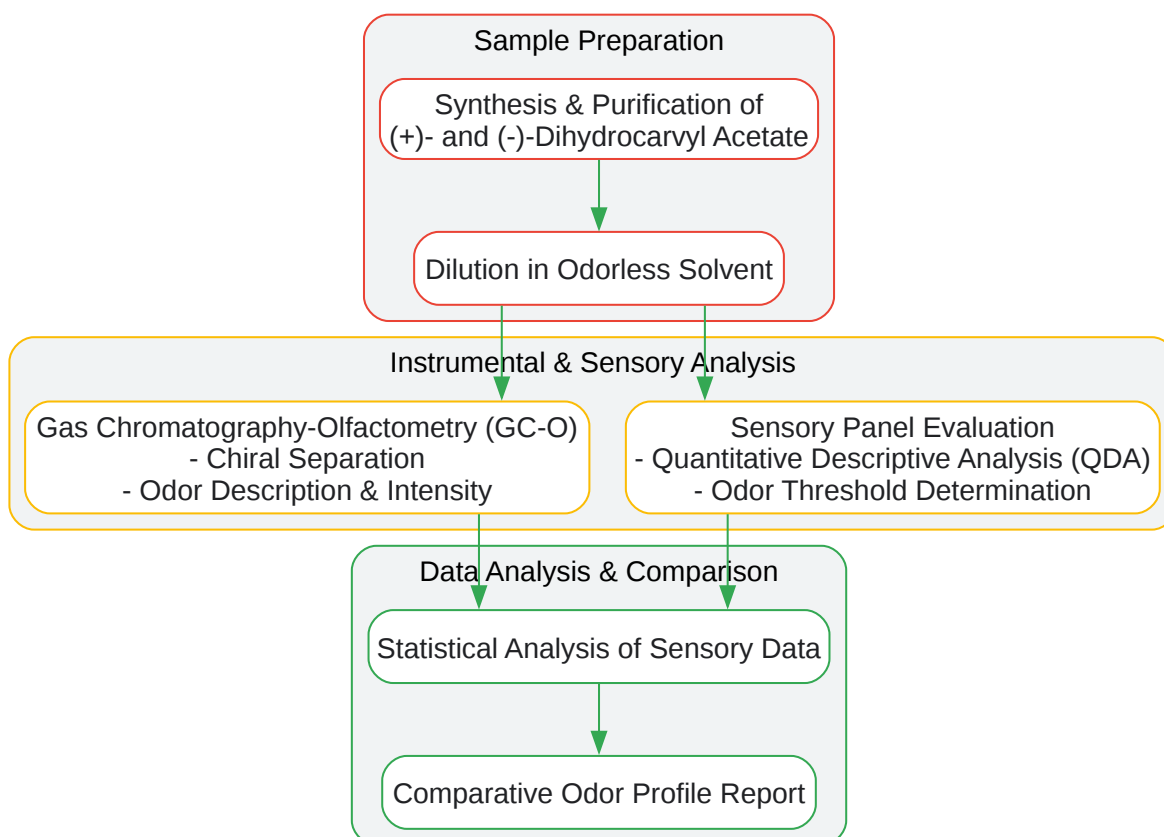 Sample Preparation
Synthesis & Purification of
(+)- and (-)-Dihydrocarvyl Acetate
Dilution in Odorless Solvent
Instrumental & Sensory Analysis
Gas Chromatography-Olfactometry (GC-O)
- Chiral Separation
- Odor Description & Intensity
Sensory Panel Evaluation
- Quantitative Descriptive Analysis (QDA)
- Odor Threshold Determination
Data Analysis & Comparison
Statistical Analysis of Sensory Data
Comparative Odor Profile Report